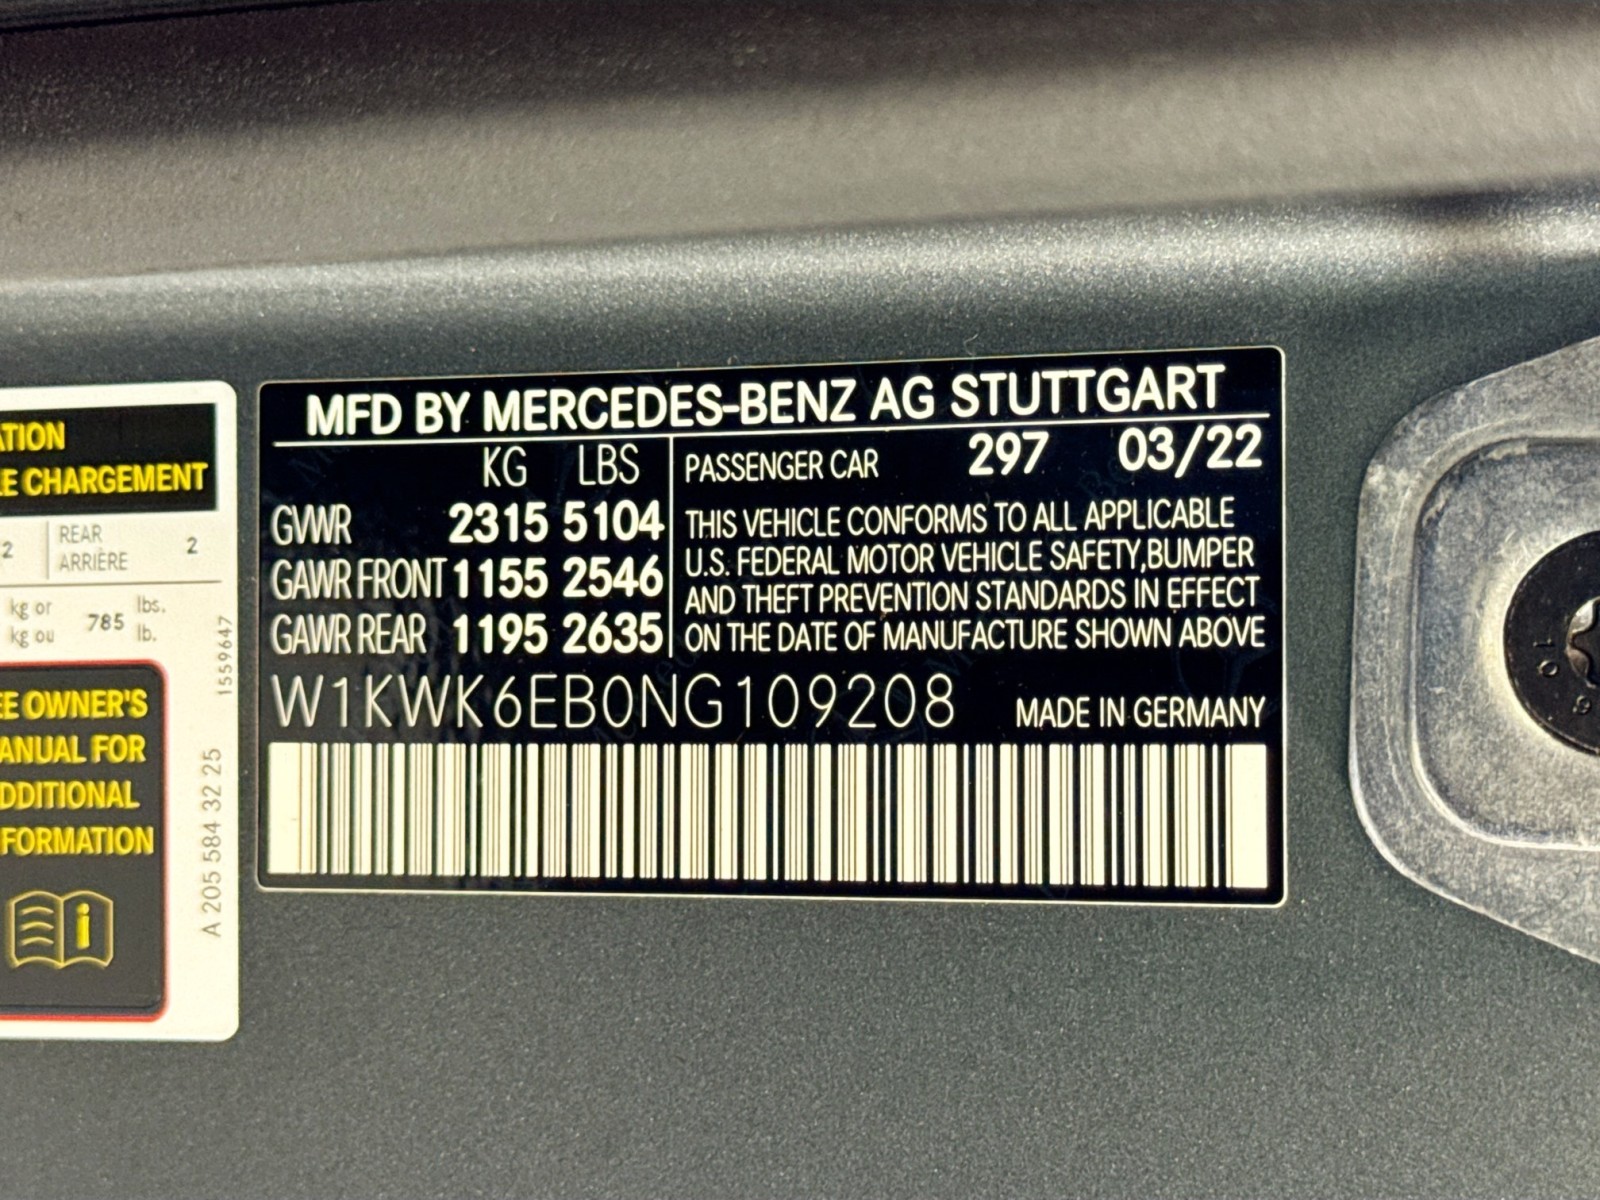 ATION
LE CHARGEMENT
2
REAR
ARRIÈRE
2
kg or
kg ou
785
lbs.
lb.
EE OWNER'S
ANUAL FOR
DDITIONAL
FORMATION
i
1559647
A 205 584 32 25
MFD BY MERCEDES-BENZ AG STUTTGART
KG LBS
GVWR 2315 5104
GAWR FRONT 1155 2546
GAWR REAR 1195 2635
PASSENGER CAR 297 03/22
THIS VEHICLE CONFORMS TO ALL APPLICABLE
U.S. FEDERAL MOTOR VEHICLE SAFETY,BUMPER
AND THEFT PREVENTION STANDARDS IN EFFECT
ON THE DATE OF MANUFACTURE SHOWN ABOVE
W1KWK6EB0NG109208 MADE IN GERMANY